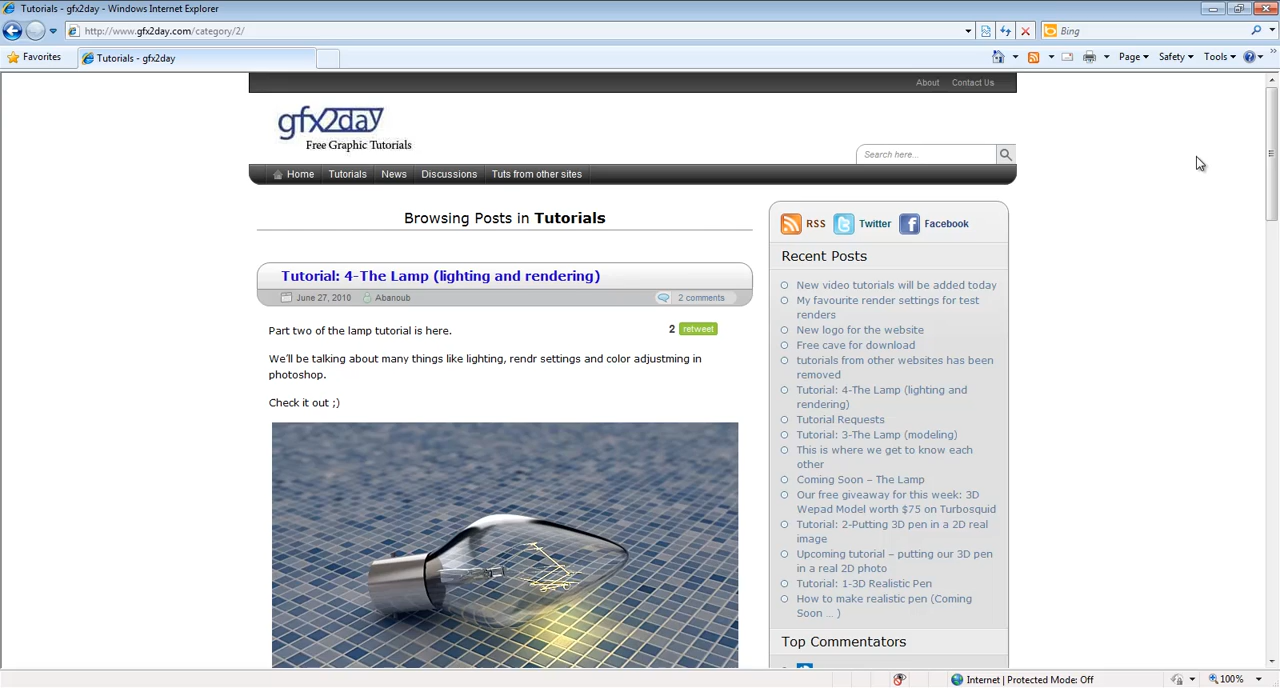 Tutorials - gfx2day - Windows Internet Explorer
http://www.gfx2day.com/category/2/
Bing
Favorites
Tutorials - gfx2day
Page
Safety
Tools
About
Contact Us
gfx2day
Free Graphic Tutorials
Search here...
Home
Tutorials
News
Discussions
Tuts from other sites
Browsing Posts in Tutorials
Tutorial: 4-The Lamp (lighting and rendering)
June 27, 2010
Abanoub
2 comments
Part two of the lamp tutorial is here.
2 retweet
We'll be talking about many things like lighting, rendr settings and color adjustming in
photoshop.
Check it out ;)
RSS
Twitter
Facebook
Recent Posts
New video tutorials will be added today
My favourite render settings for test
renders
New logo for the website
Free cave for download
tutorials from other websites has been
removed
Tutorial: 4-The Lamp (lighting and
rendering)
Tutorial Requests
Tutorial: 3-The Lamp (modeling)
This is where we get to know each
other
Coming Soon – The Lamp
Our free giveaway for this week: 3D
Wepad Model worth $75 on Turbosquid
Tutorial: 2-Putting 3D pen in a 2D real
image
Upcoming tutorial – putting our 3D pen
in a real 2D photo
Tutorial: 1-3D Realistic Pen
How to make realistic pen (Coming
Soon ... )
Top Commentators
Internet | Protected Mode: Off
100%